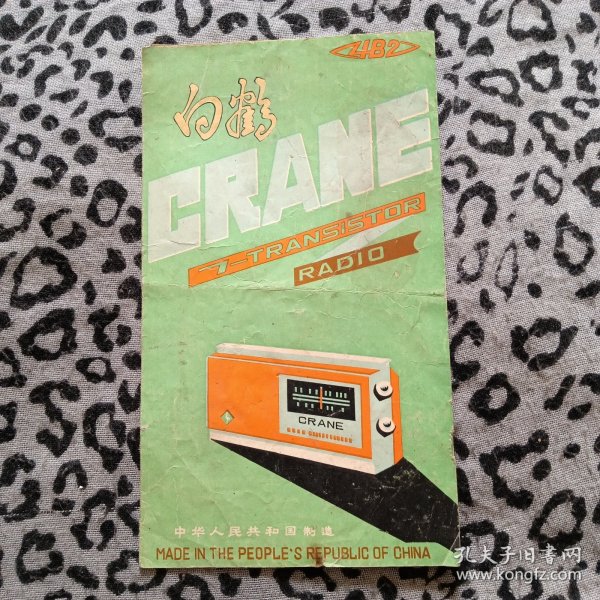 4B2
白鹤
CRANE
7-TRANSISTOR
RADIO
CRANE
中华人民共和国制造
MADE IN THE PEOPLE'S REPUBLIC OF CHINA
孔夫子旧书网
www.kongfz.com